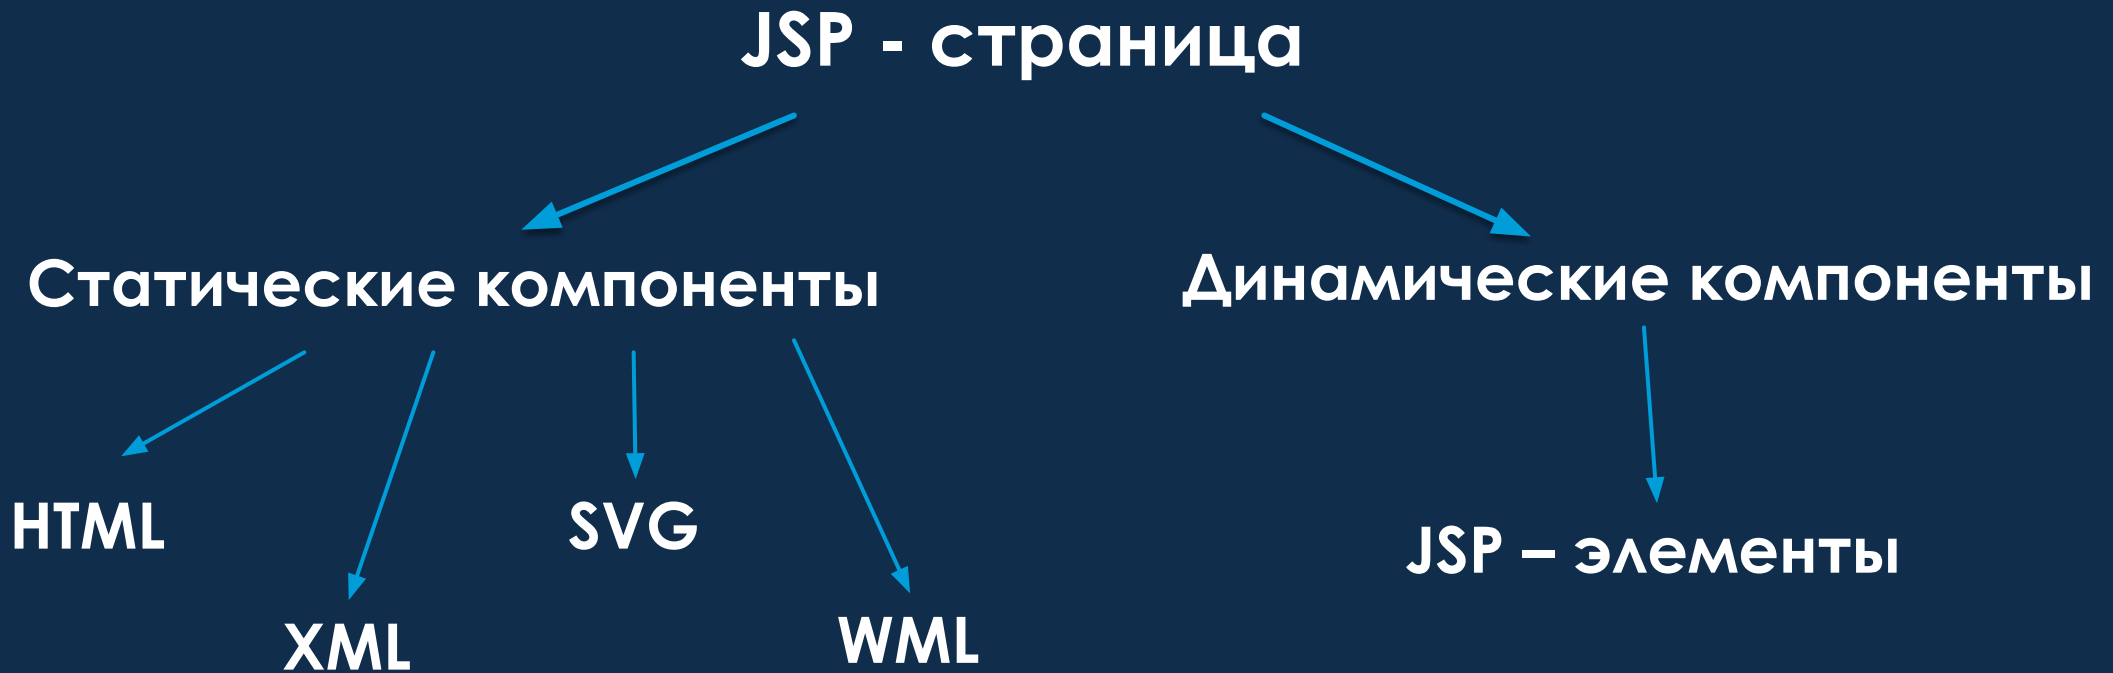 JSP - страница
Статические компоненты
Динамические компоненты
HTML
SVG
JSP – элементы
XML
WML